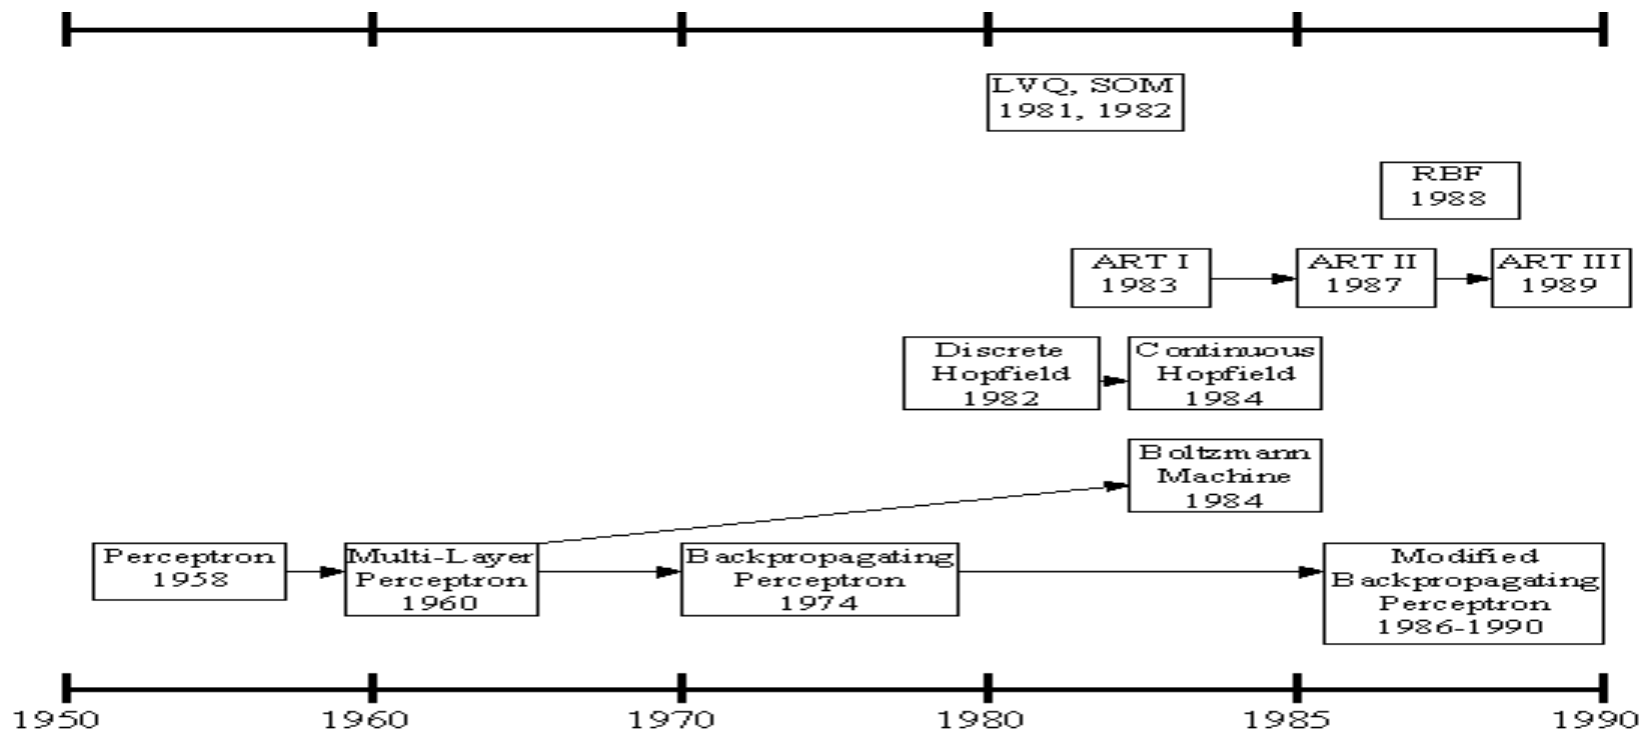 LVQ, SOM
1981, 1982
RBF
1988
ART I
1983
ART II
1987
ART III
1989
Discrete
Hopfield
1982
Continuous
Hopfield
1984
Boltzmann
Machine
1984
Perceptron
1958
Multi-Layer
Perceptron
1960
Backpropagating
Perceptron
1974
Modified
Backpropagating
Perceptron
1986-1990
1950 1960 1970 1980 1985 1990